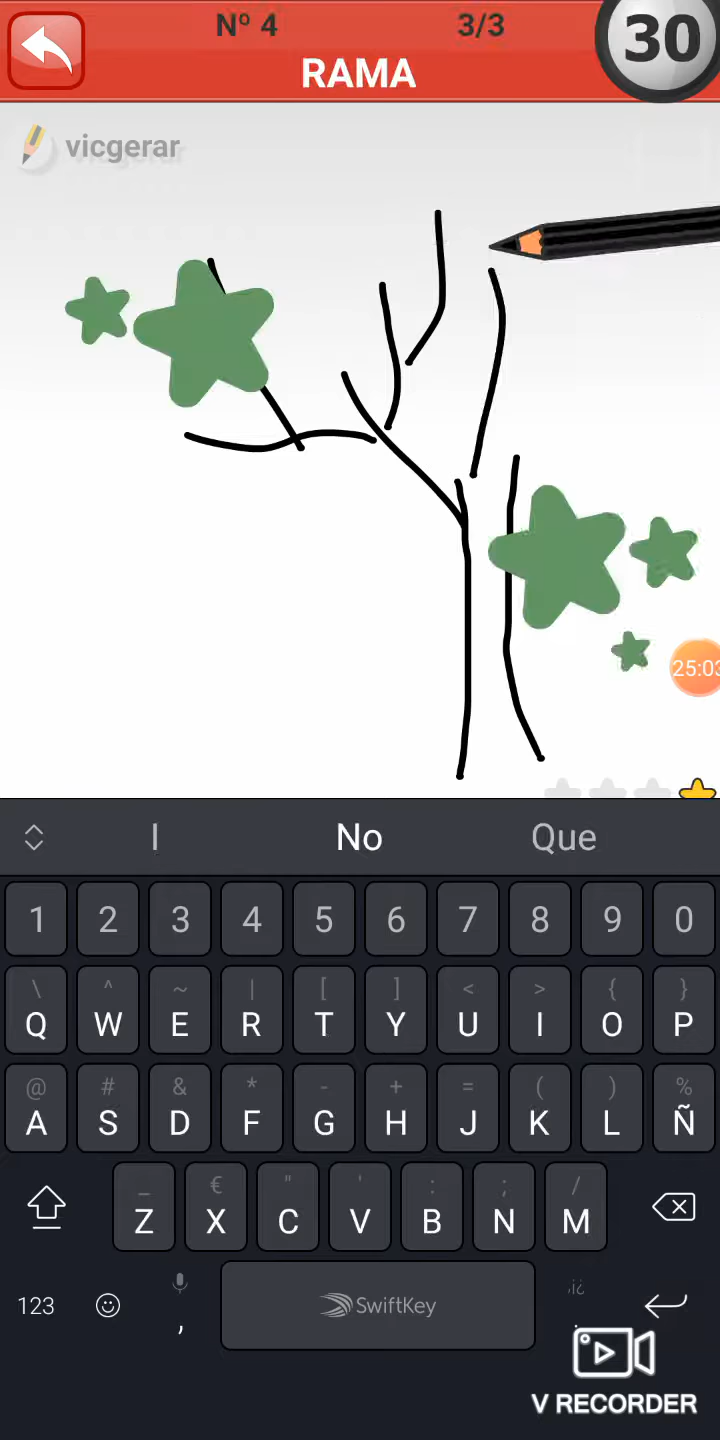 Nº 4 3/3 30
RAMA
vicgerar
25:03
I No Que
1 2 3 4 5 6 7 8 9 0
\ ^ ~ | [ ] < > { }
Q W E R T Y U I O P
@ # & * - + = ( ) %
A S D F G H J K L Ñ
_ € " ' : ; /
Z X C V B N M
123 , SwiftKey .
V RECORDER